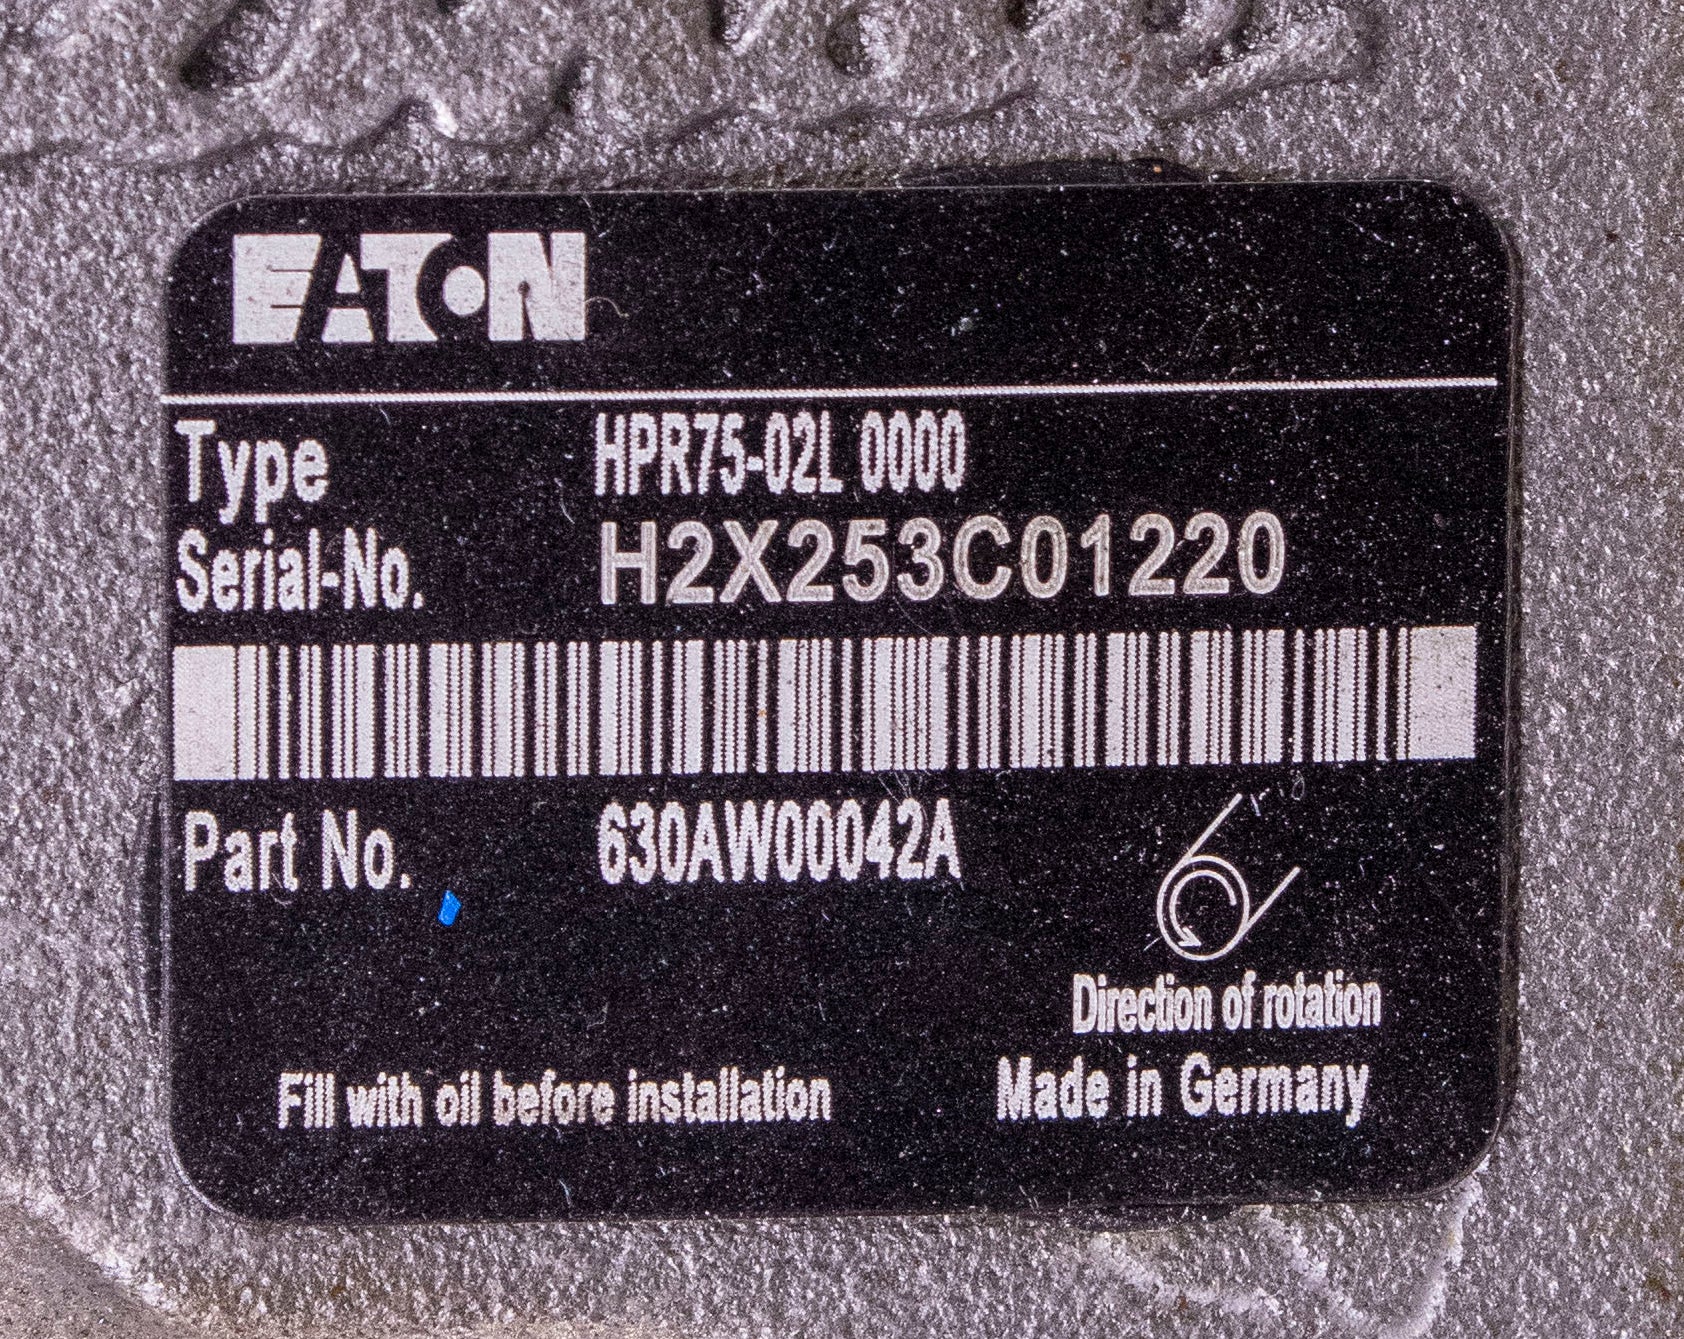 EATON
Type HPR75-02L 0000
Serial-No. H2X253C01220
Part No. 630AW00042A
Direction of rotation
Fill with oil before installation Made in Germany